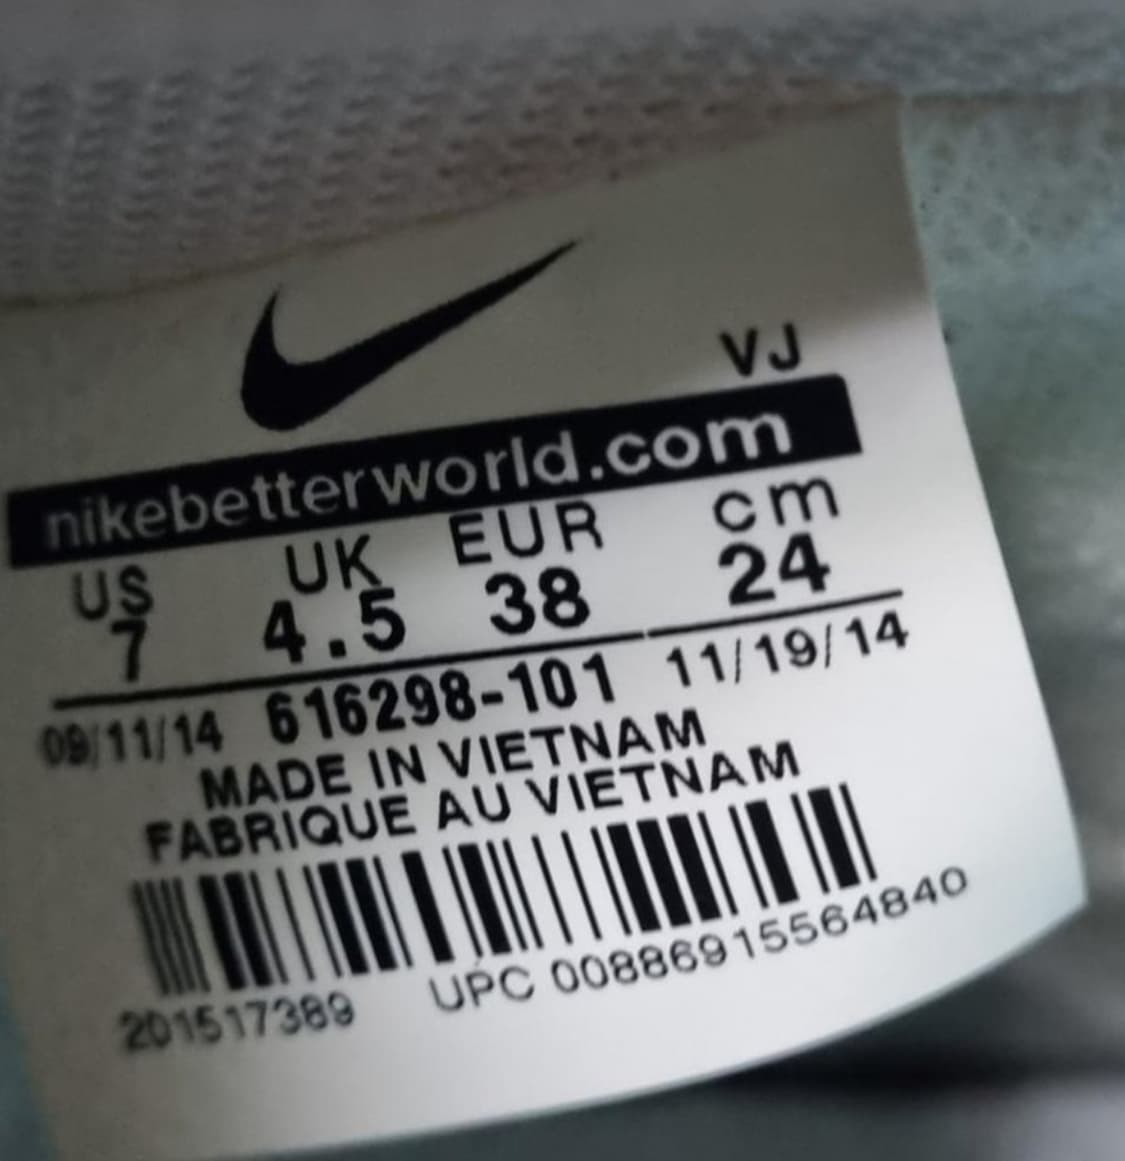 VJ
nikebetterworld.com
US UK EUR cm
7 4.5 38 24
09/11/14 616298-101 11/19/14
MADE IN VIETNAM
FABRIQUE AU VIETNAM
201517389 UPC 00886915564840